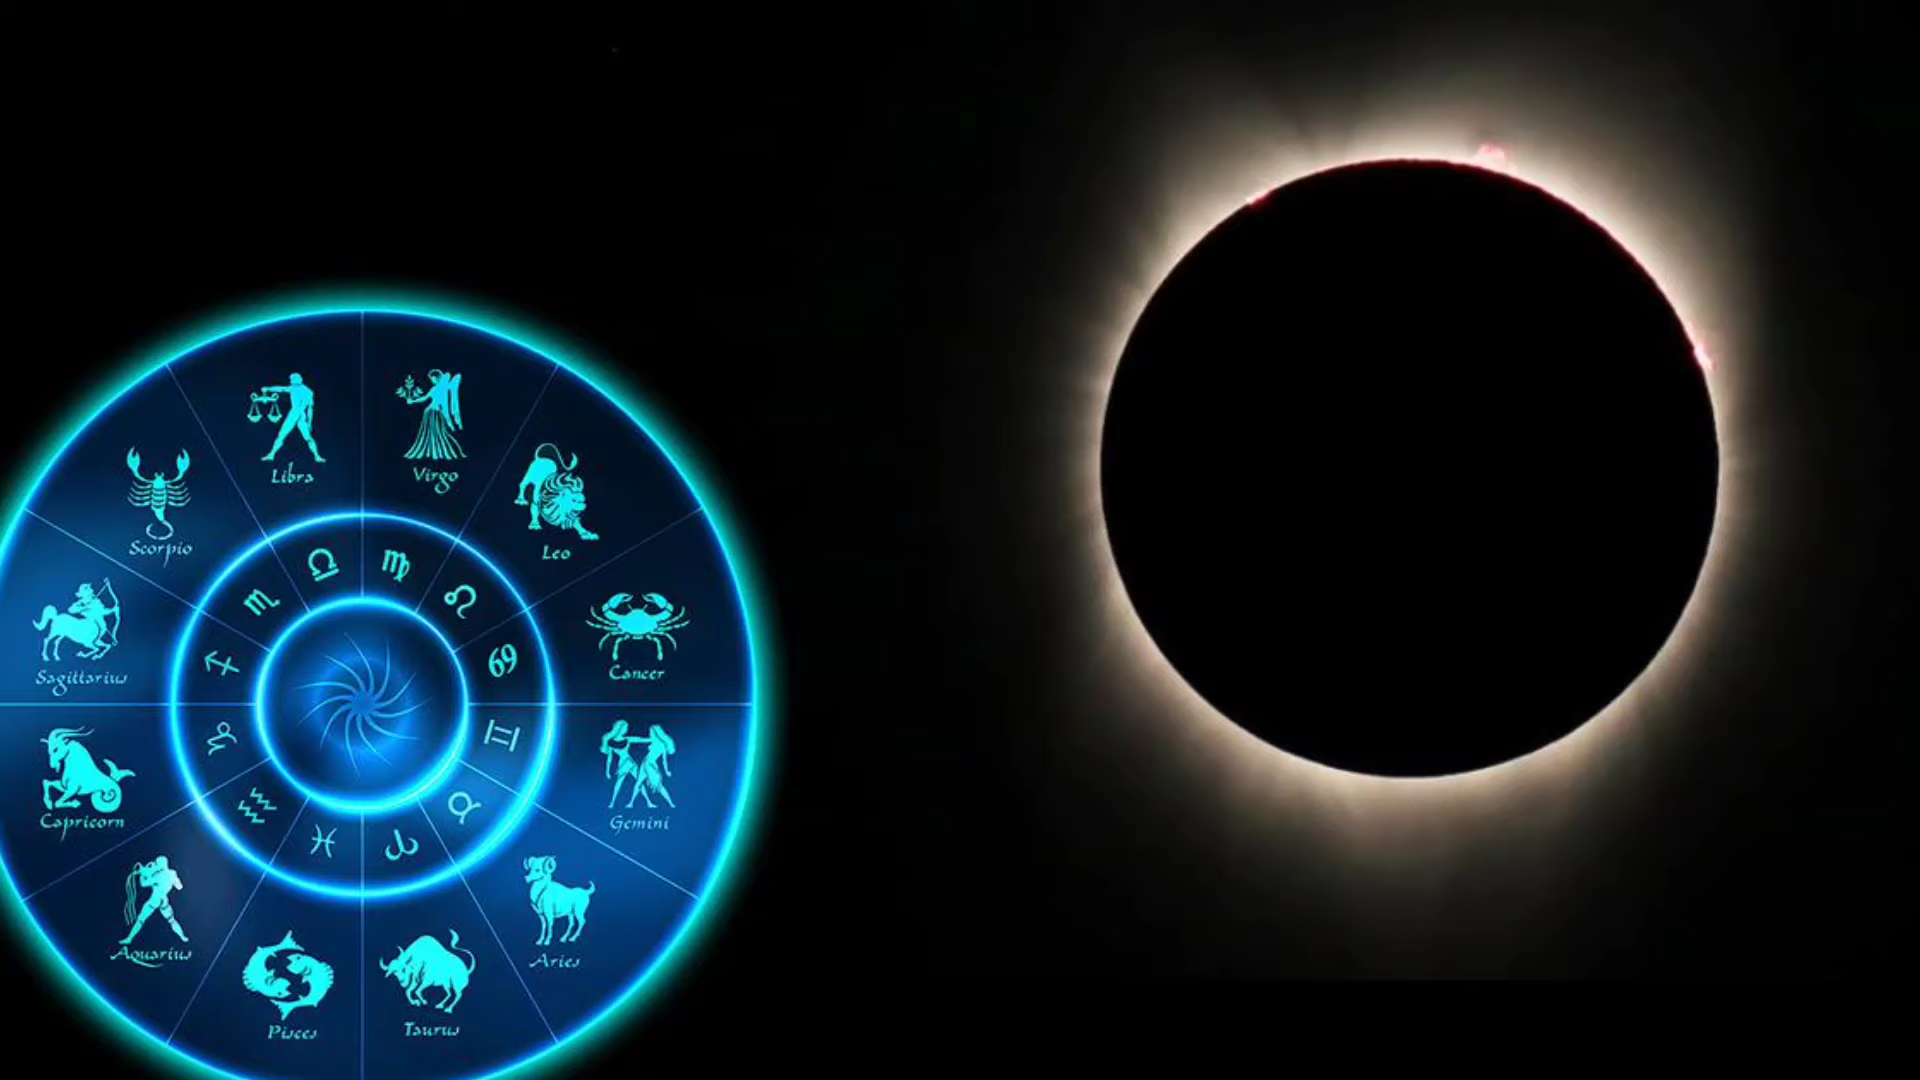 Libra
Virgo
Scorpio
Leo
Sagittarius
Cancer
Capricorn
Gemini
Aquarius
Aries
Pisces
Taurus